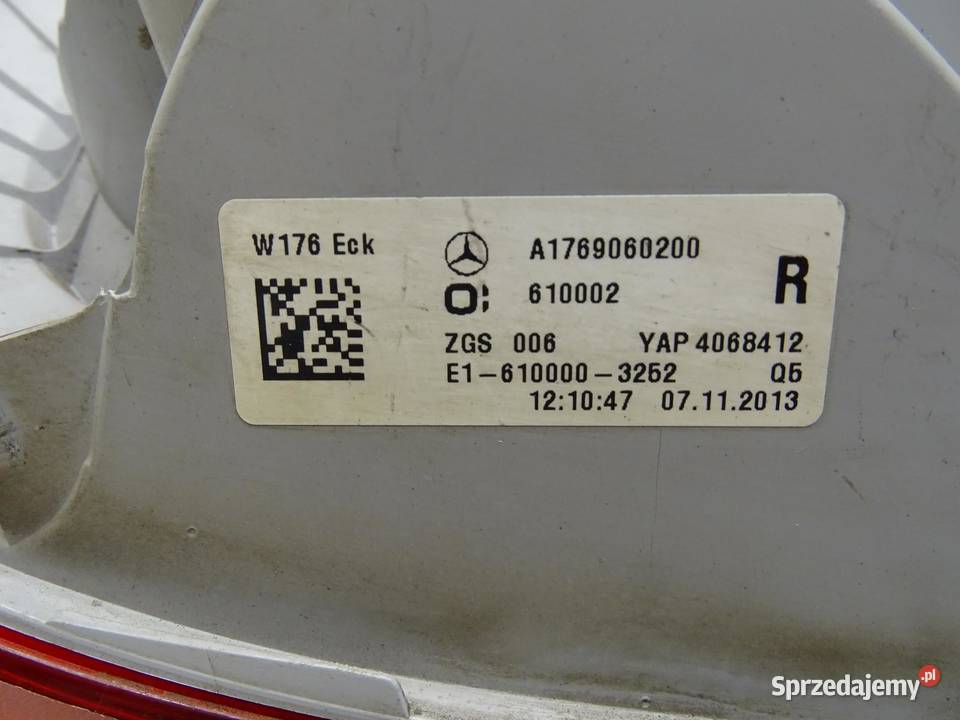 W176 Eck
A1769060200
610002
R
ZGS 006 YAP 4068412
E1-610000-3252 Q5
12:10:47 07.11.2013
Sprzedajemy.pl